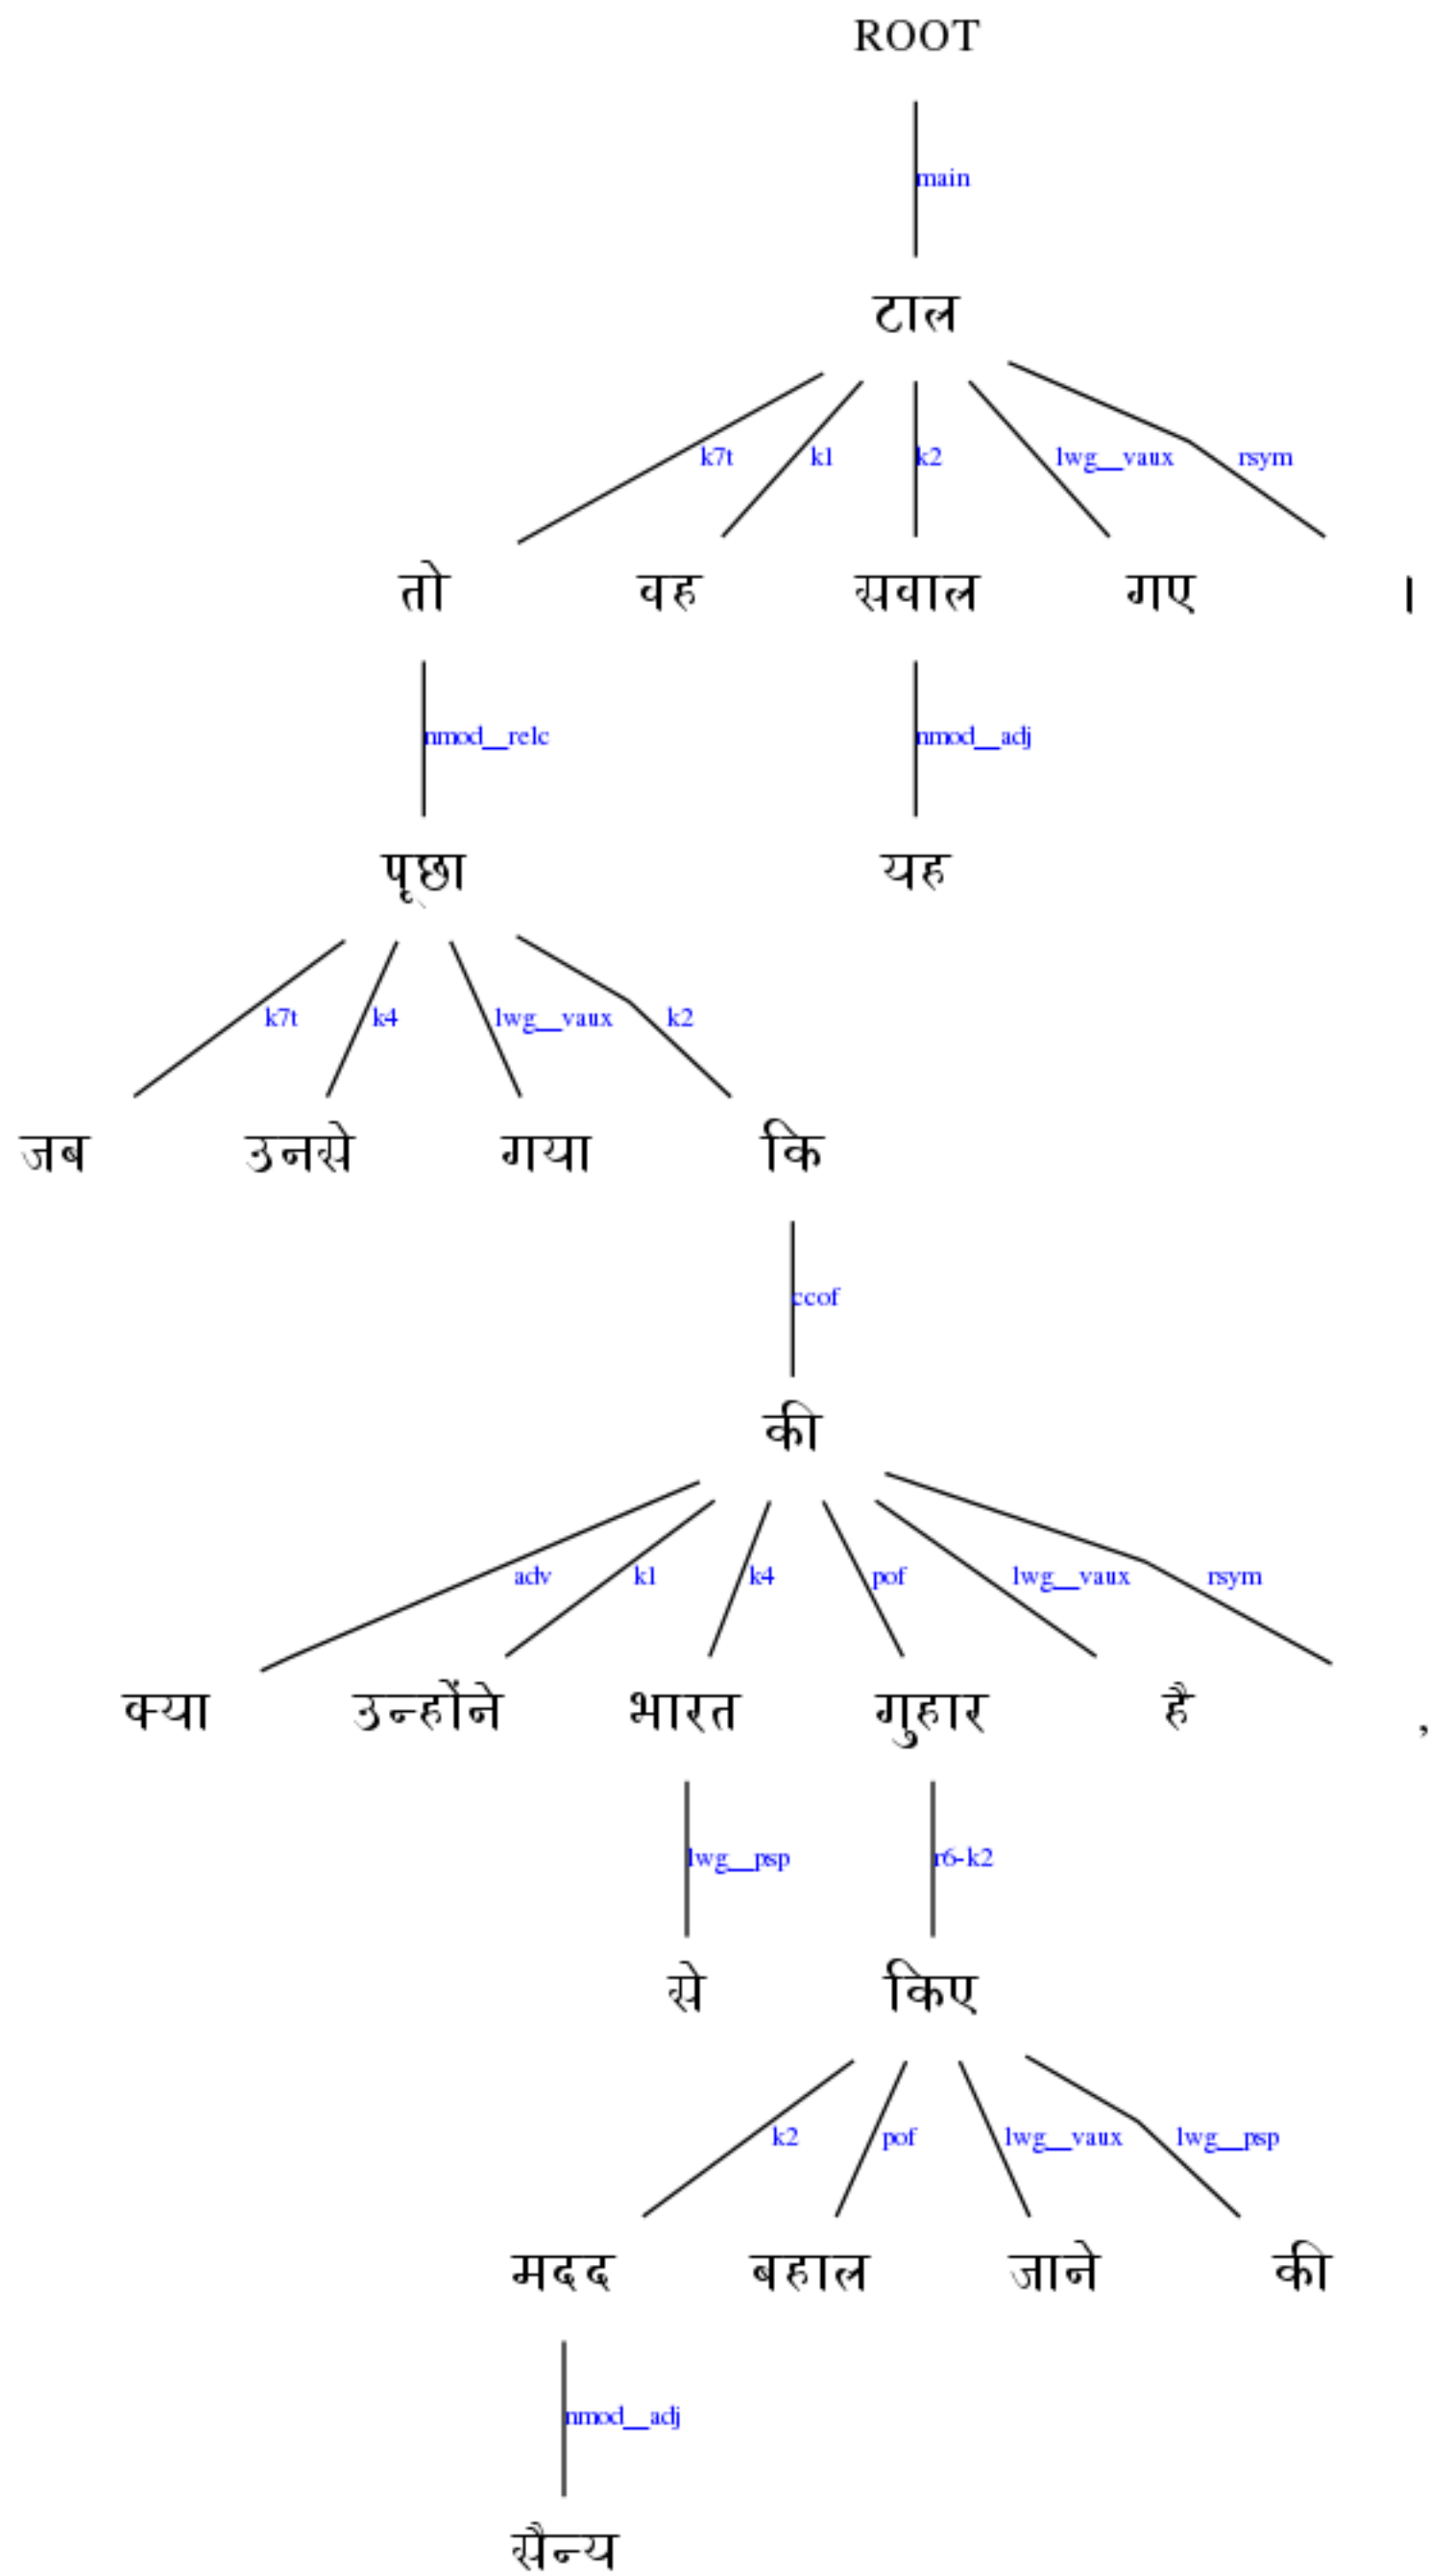 ROOT
main
टाल
k7t k1 k2 lwg__vaux rsym
तो वह सवाल गए ।
nmod__relc nmod__adj
पूछा यह
k7t k4 lwg__vaux k2
जब उनसे गया कि
ccof
की
adv k1 k4 pof lwg__vaux rsym
क्या उन्होंने भारत गुहार है ,
lwg__psp r6-k2
से किए
k2 pof lwg__vaux lwg__psp
मदद बहाल जाने की
nmod__adj
सैन्य